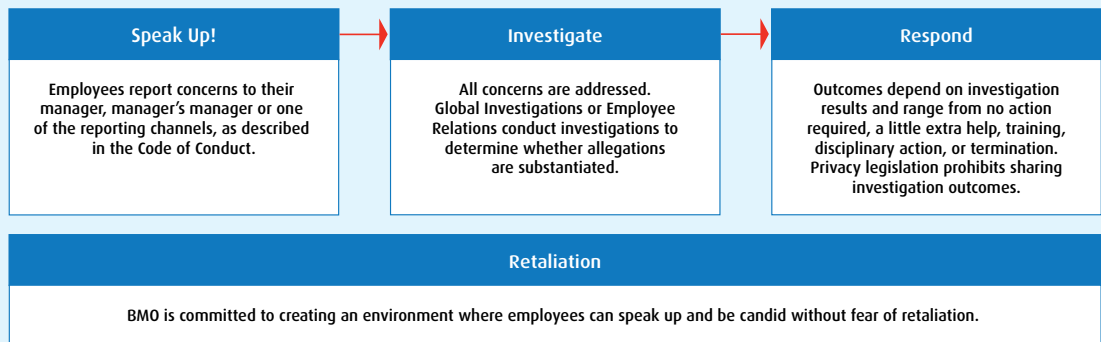 Speak Up!
Employees report concerns to their
manager, manager's manager or one
of the reporting channels, as described
in the Code of Conduct.
Investigate
All concerns are addressed.
Global Investigations or Employee
Relations conduct investigations to
determine whether allegations
are substantiated.
Respond
Outcomes depend on investigation
results and range from no action
required, a little extra help, training,
disciplinary action, or termination.
Privacy legislation prohibits sharing
investigation outcomes.
Retaliation
BMO is committed to creating an environment where employees can speak up and be candid without fear of retaliation.